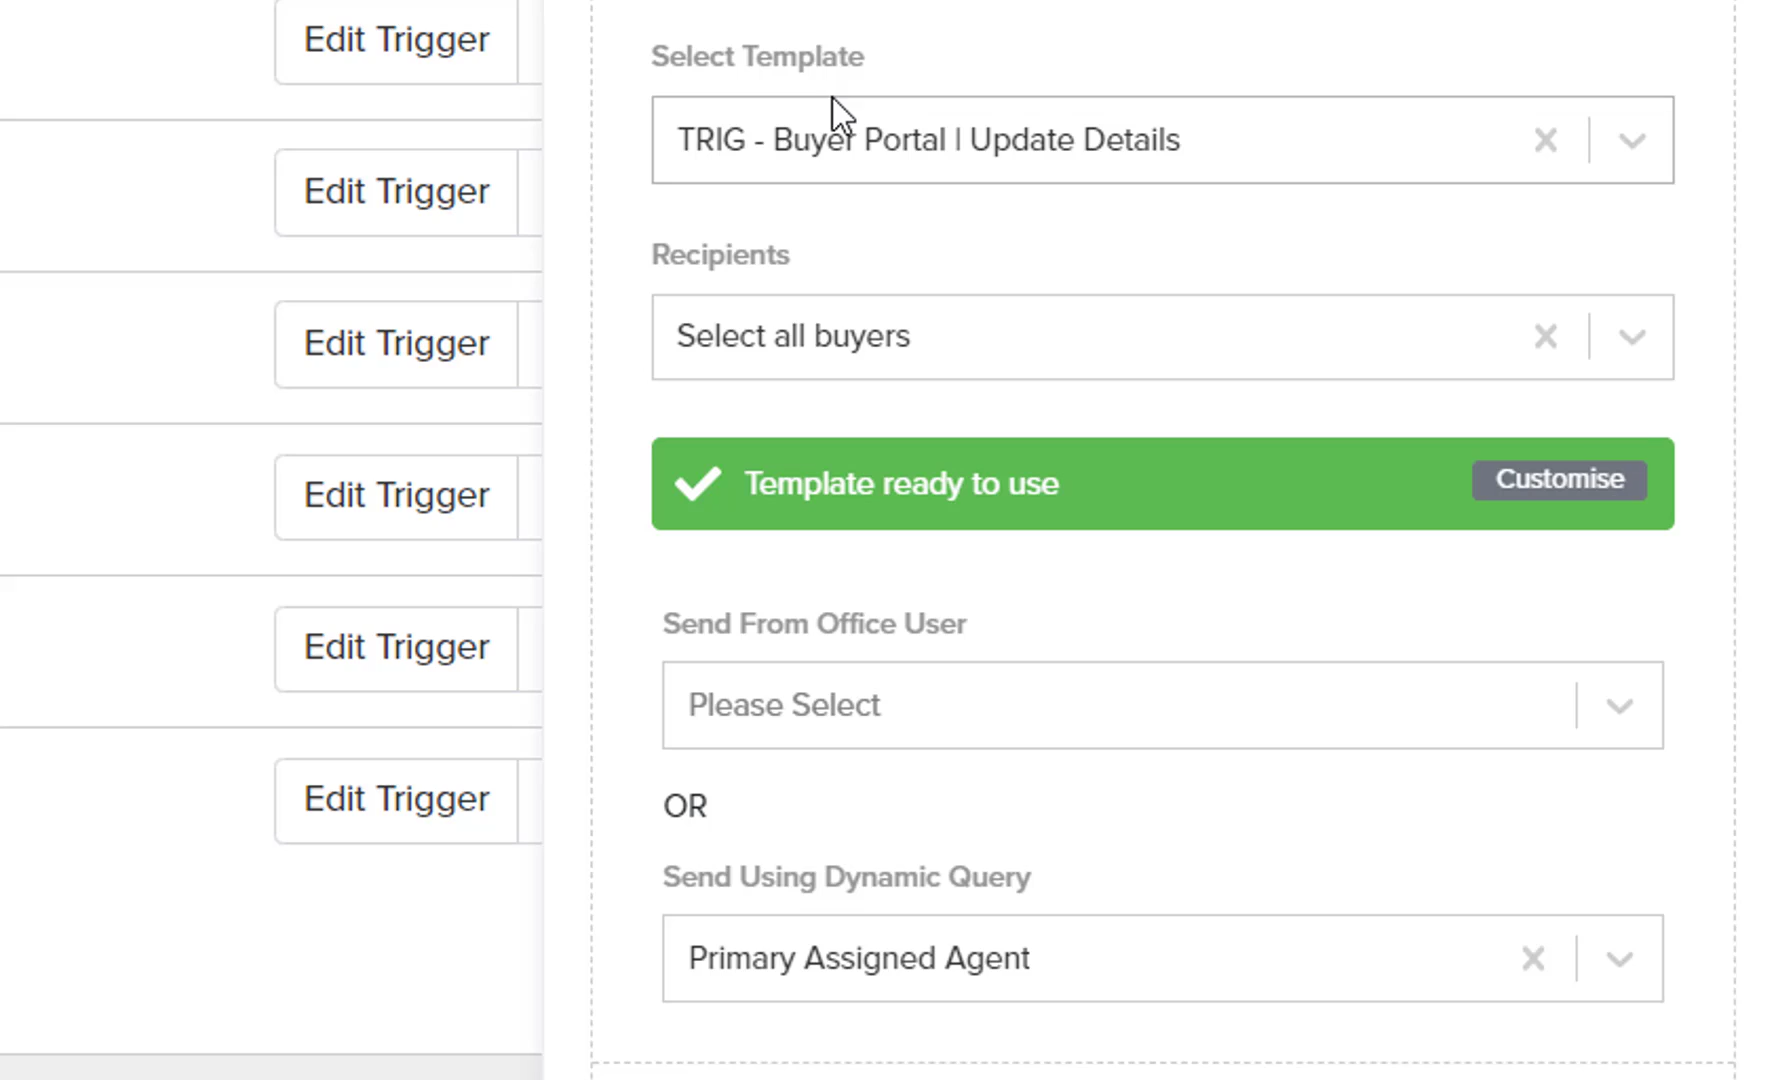 Edit Trigger
Edit Trigger
Edit Trigger
Edit Trigger
Edit Trigger
Edit Trigger
Select Template
TRIG - Buyer Portal | Update Details
Recipients
Select all buyers
Template ready to use
Customise
Send From Office User
Please Select
OR
Send Using Dynamic Query
Primary Assigned Agent